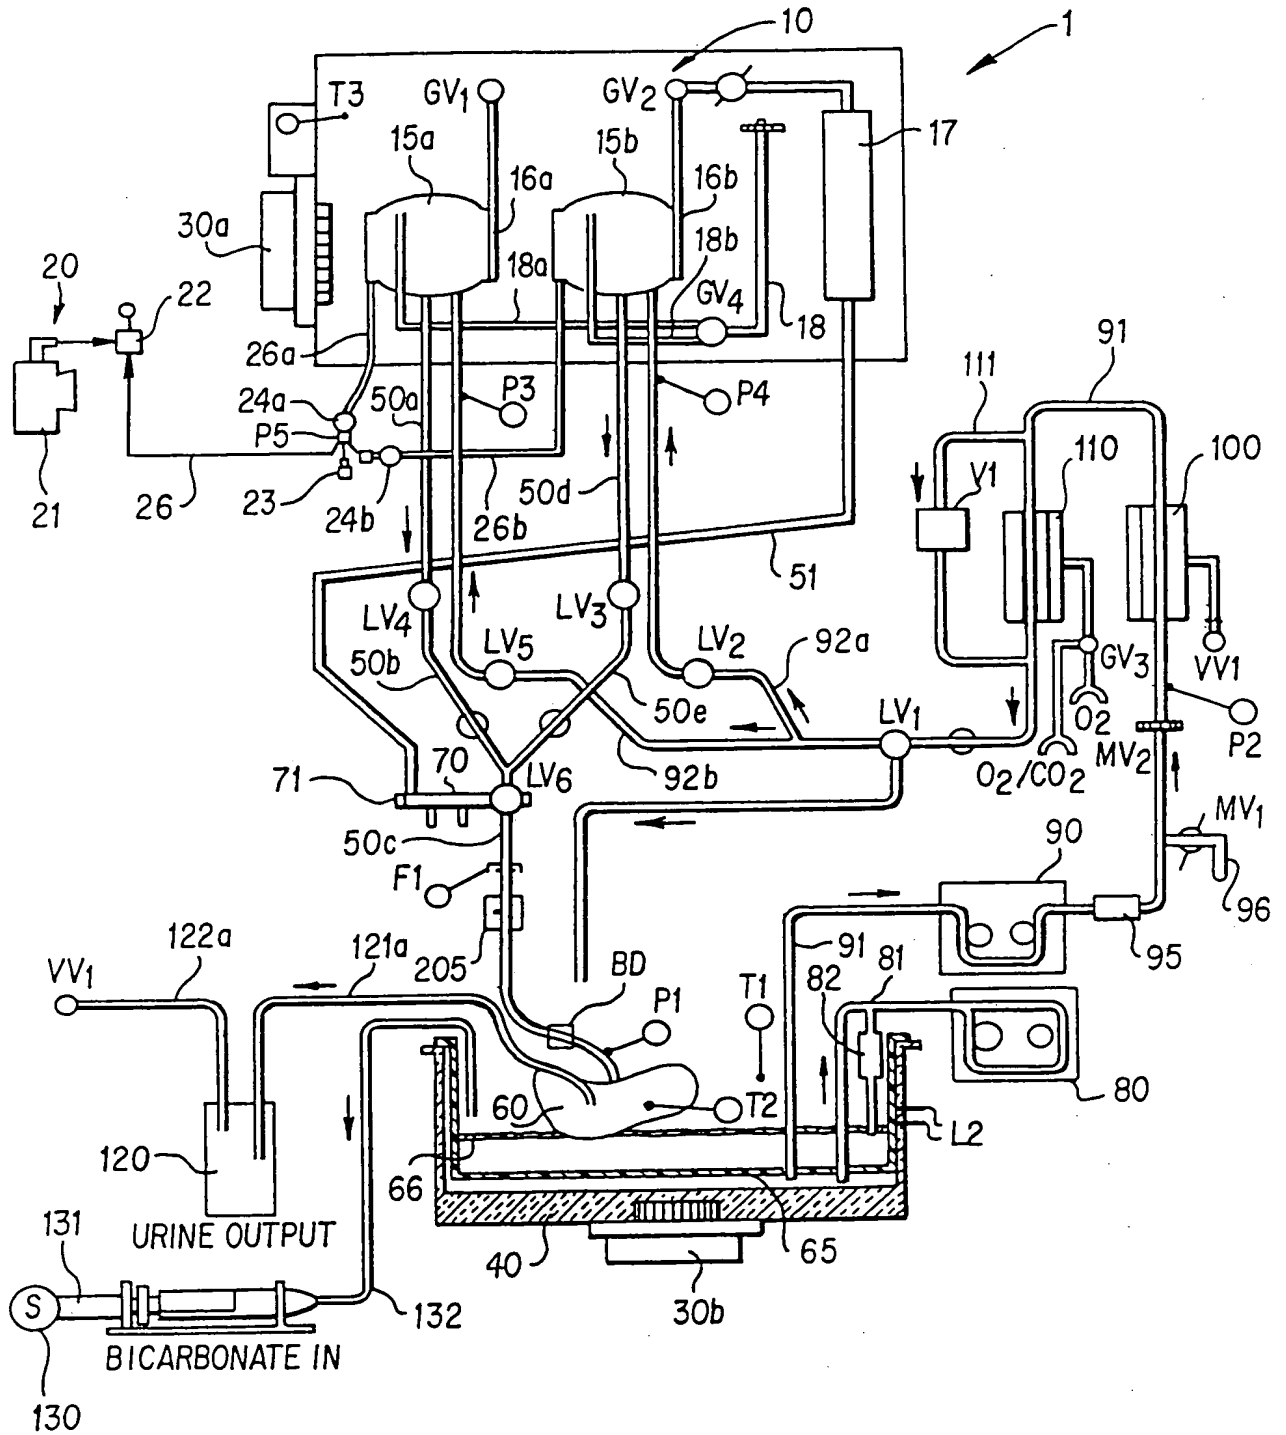 10
1
T3
GV1
GV2
17
15a
15b
16a
16b
30a
20
22
18a
18b
GV4
18
26a
91
111
P3
P4
24a
50a
P5
V1
110
100
21
26
23
24b
26b
50d
51
LV4
LV3
LV5
LV2
92a
GV3
VV1
50b
50e
LV1
O2
P2
70
71
LV6
92b
O2/CO2
MV2
50c
MV1
F1
90
96
122a
121a
205
BD
91
95
VV1
P1
T1
82
81
60
T2
80
120
66
L2
URINE OUTPUT
131
40
65
S
132
30b
BICARBONATE IN
130